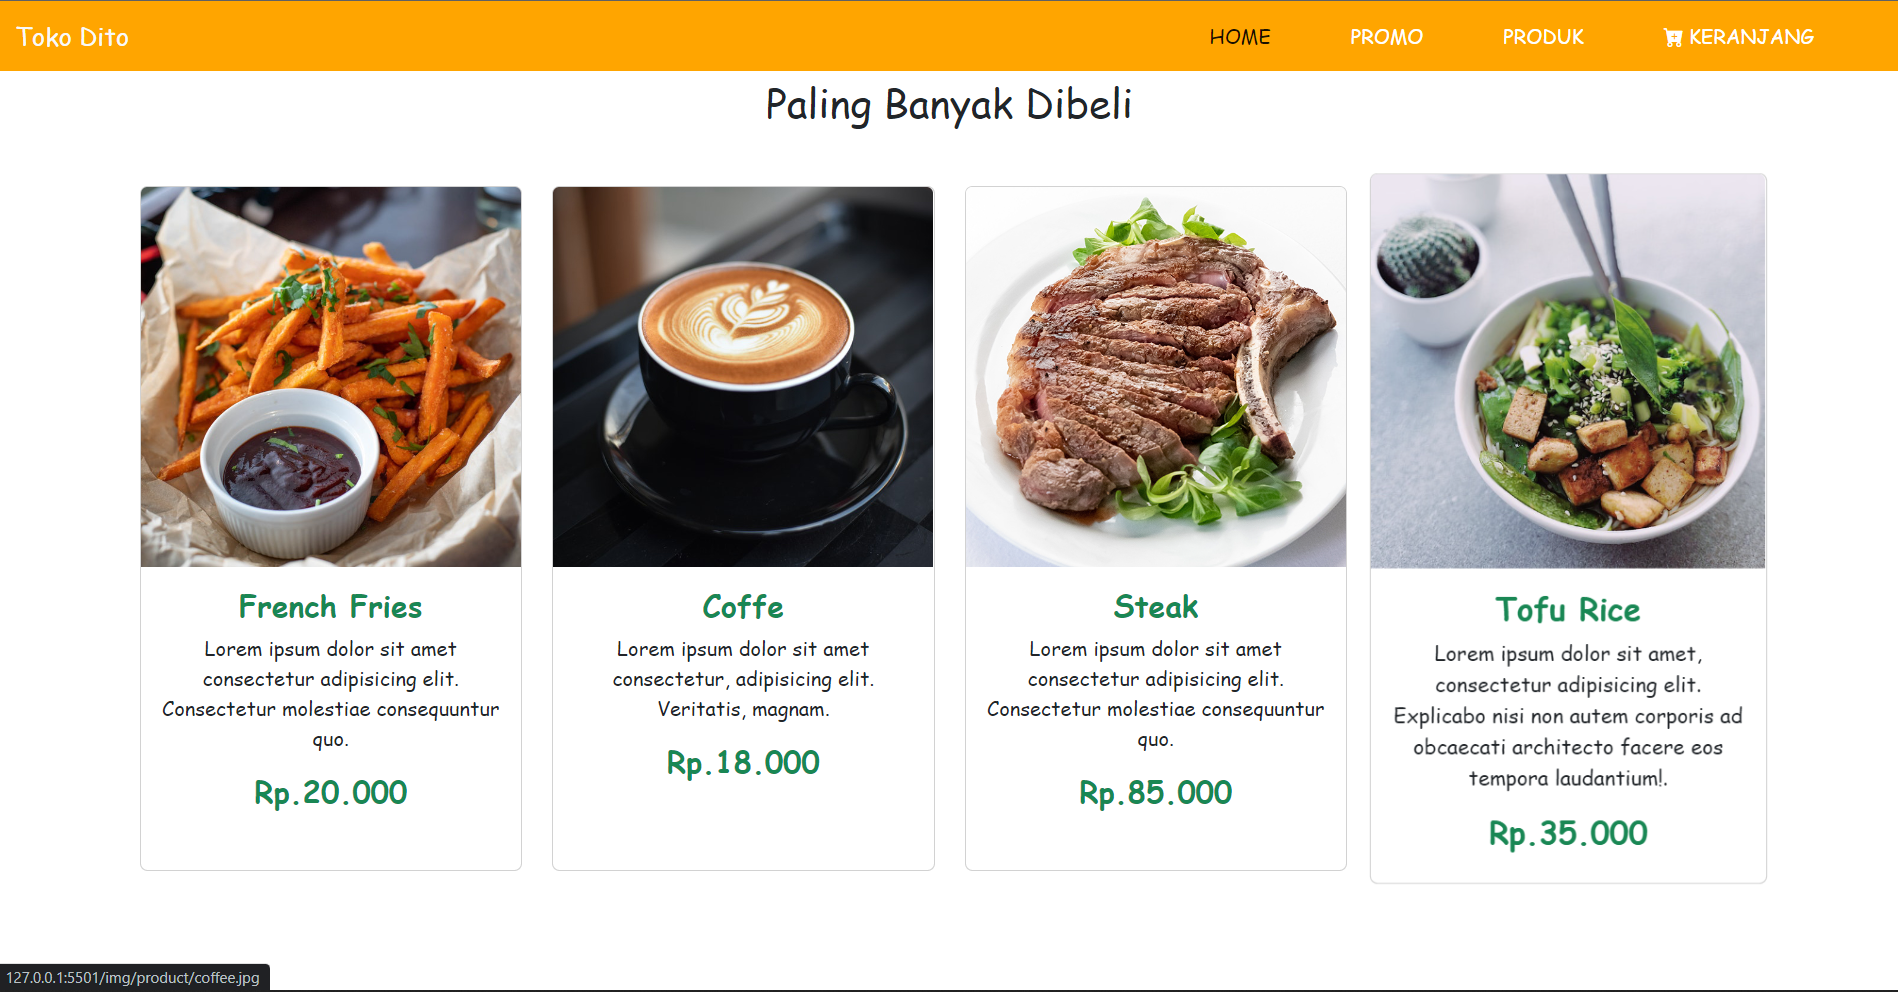 Toko Dito
HOME
PROMO
PRODUK
KERANJANG
Paling Banyak Dibeli
French Fries
Lorem ipsum dolor sit amet
consectetur adipisicing elit.
Consectetur molestiae consequuntur
quo.
Rp.20.000
Coffe
Lorem ipsum dolor sit amet
consectetur, adipisicing elit.
Veritatis, magnam.
Rp.18.000
Steak
Lorem ipsum dolor sit amet
consectetur adipisicing elit.
Consectetur molestiae consequuntur
quo.
Rp.85.000
Tofu Rice
Lorem ipsum dolor sit amet,
consectetur adipisicing elit.
Explicabo nisi non autem corporis ad
obcaecati architecto facere eos
tempora laudantium!.
Rp.35.000
127.0.0.1:5501/img/product/coffee.jpg